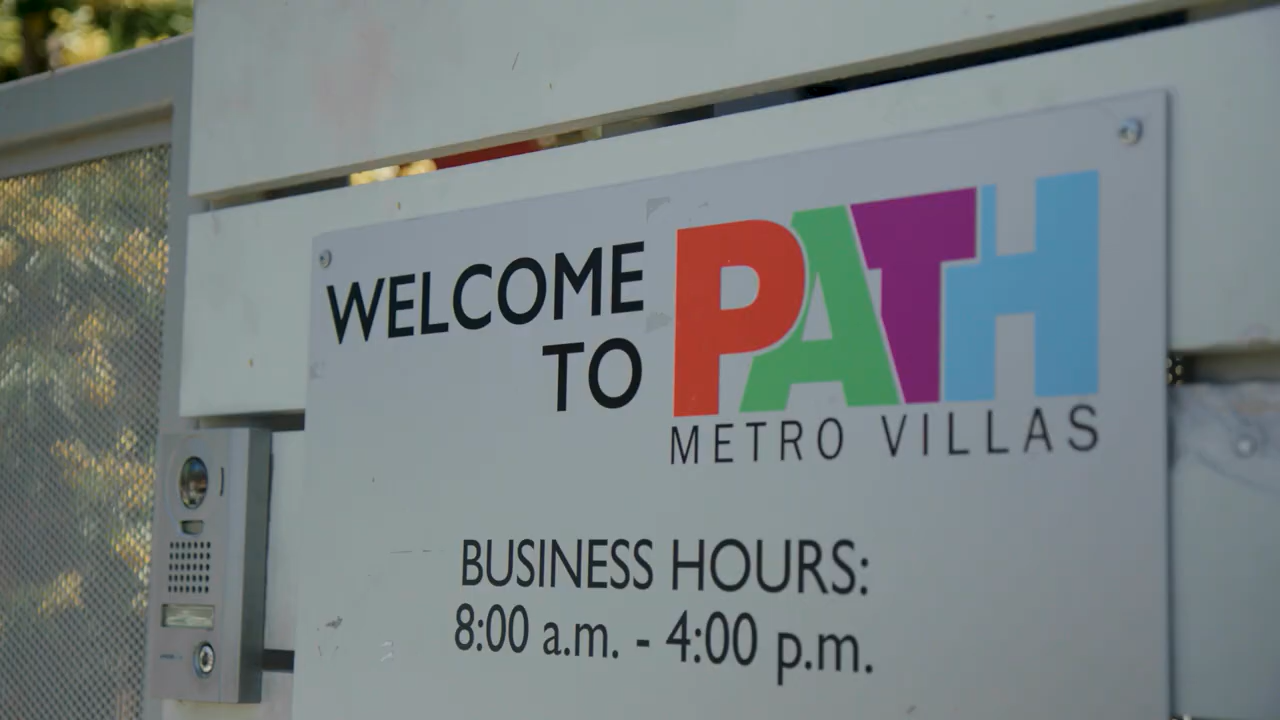 WELCOME
TO PATH
METRO VILLAS
BUSINESS HOURS:
8:00 a.m. - 4:00 p.m.